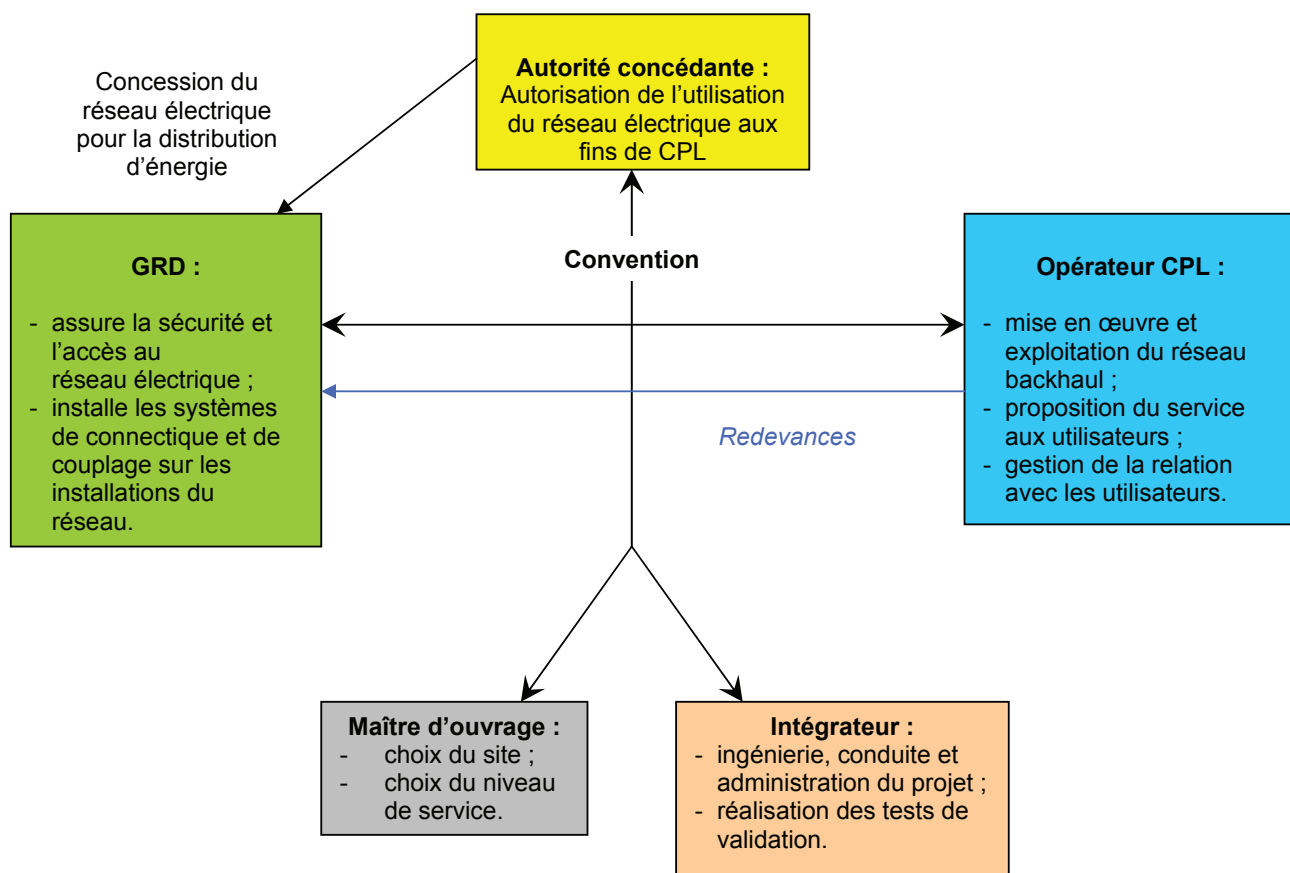 Concession du
réseau électrique
pour la distribution
d’énergie
Autorité concédante :
Autorisation de l’utilisation
du réseau électrique aux
fins de CPL
GRD :
- assure la sécurité et
l’accès au
réseau électrique ;
- installe les systèmes
de connectique et de
couplage sur les
installations du
réseau.
Convention
Redevances
Opérateur CPL :
- mise en œuvre et
exploitation du réseau
backhaul ;
- proposition du service
aux utilisateurs ;
- gestion de la relation
avec les utilisateurs.
Maître d'ouvrage :
- choix du site ;
- choix du niveau
de service.
Intégrateur :
- ingénierie, conduite et
administration du projet ;
- réalisation des tests de
validation.